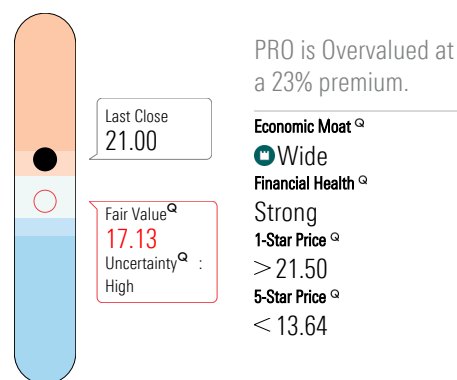 PRO is Overvalued at
a 23% premium.
Last Close
21.00
Fair Value Q
17.13
Uncertainty Q :
High
Economic Moat Q
Wide
Financial Health Q
Strong
1-Star Price Q
> 21.50
5-Star Price Q
< 13.64